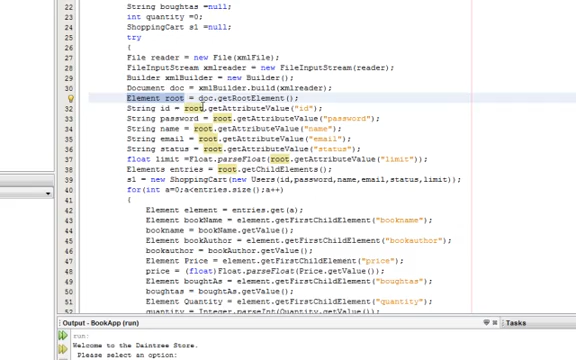 22 String boughtas =null;
23 int quantity =0;
24 ShoppingCart s1 =null;
25 try
26 {
27 File reader = new File(xmlFile);
28 FileInputStream xmlreader = new FileInputStream(reader);
29 Builder xmlBuilder = new Builder();
30 Document doc = xmlBuilder.build(xmlreader);
Element root = doc.getRootElement();
32 String id = root.getAttributeValue("id");
33 String password = root.getAttributeValue("password");
34 String name = root.getAttributeValue("name");
35 String email = root.getAttributeValue("email");
36 String status = root.getAttributeValue("status");
37 float limit =Float.parseFloat(root.getAttributeValue("limit"));
38 Elements entries = root.getChildElements();
39 s1 = new ShoppingCart(new Users(id,password,name,email,status,limit));
40 for(int a=0;a<entries.size();a++)
41 {
42 Element element = entries.get(a);
43 Element bookName = element.getFirstChildElement("bookname");
44 bookname = bookName.getValue();
45 Element bookAuthor = element.getFirstChildElement("bookauthor");
46 bookauthor = bookAuthor.getValue();
47 Element Price = element.getFirstChildElement("price");
48 price = (float)Float.parseFloat(Price.getValue());
49 Element boughtAs = element.getFirstChildElement("boughtas");
50 boughtas = boughtAs.getValue();
51 Element Quantity = element.getFirstChildElement("quantity");
52 quantity = Integer.parseInt(Quantity.getValue());
Output - BookApp (run)
Tasks
run:
Welcome to the Daintree Store.
Please select an option: